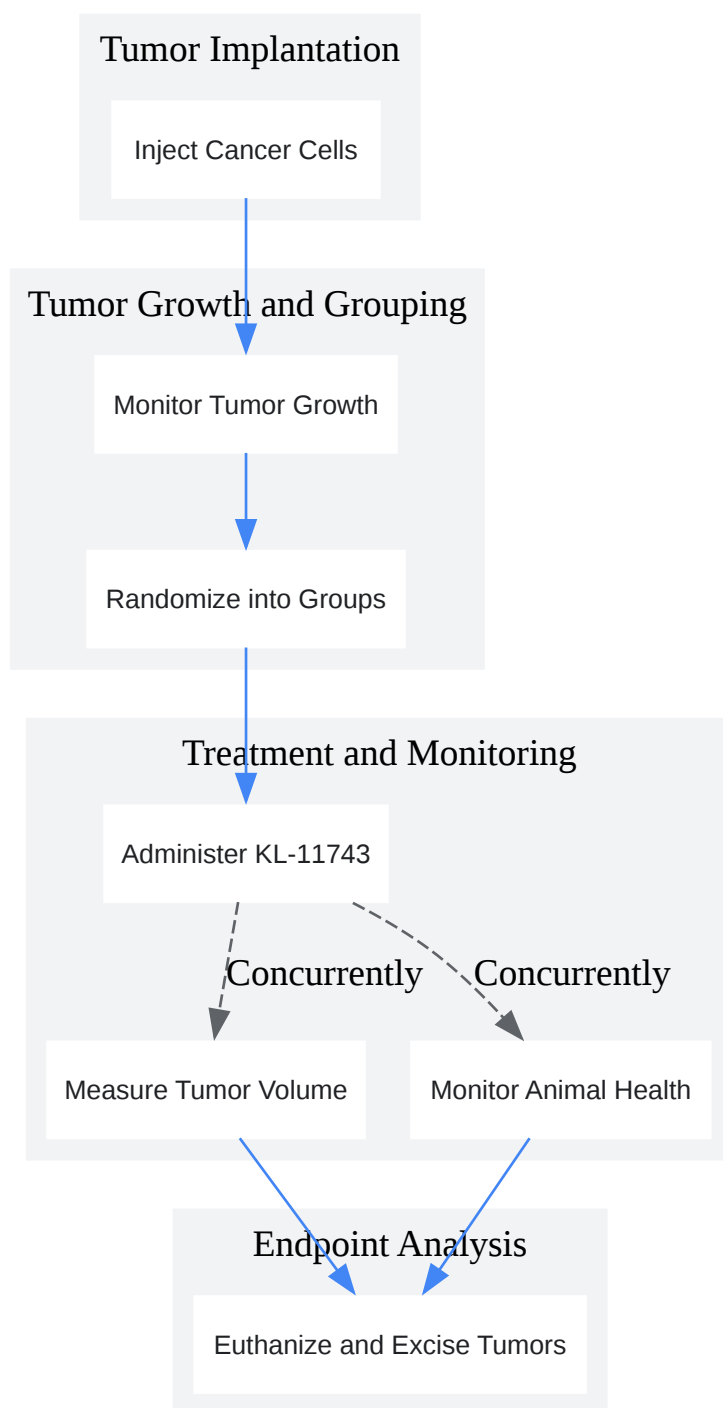 Tumor Implantation
Inject Cancer Cells
Tumor Growth and Grouping
Monitor Tumor Growth
Randomize into Groups
Treatment and Monitoring
Administer KL-11743
Concurrently
Concurrently
Measure Tumor Volume
Monitor Animal Health
Endpoint Analysis
Euthanize and Excise Tumors